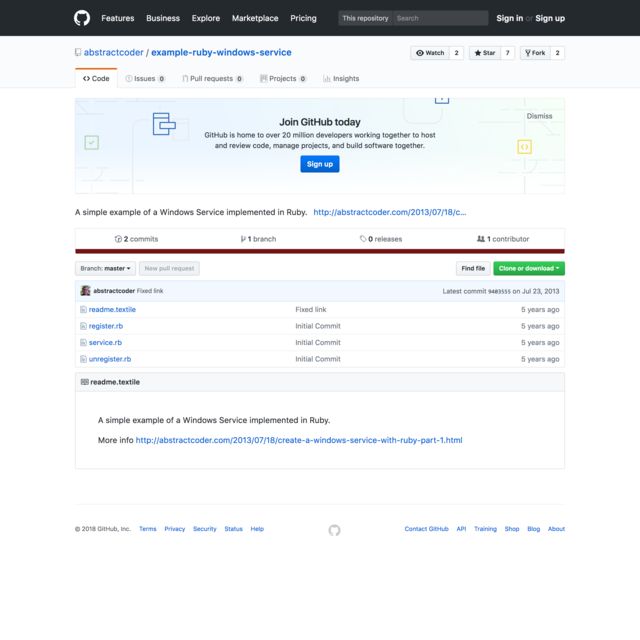 Features Business Explore Marketplace Pricing This repository Search Sign in or Sign up
abstractcoder / example-ruby-windows-service Watch 2 Star 7 Fork 2
Code Issues 0 Pull requests 0 Projects 0 Insights
Dismiss
Join GitHub today
GitHub is home to over 20 million developers working together to host
and review code, manage projects, and build software together.
Sign up
A simple example of a Windows Service implemented in Ruby. http://abstractcoder.com/2013/07/18/c...
2 commits 1 branch 0 releases 1 contributor
Branch: master New pull request Find file Clone or download
abstractcoder Fixed link Latest commit 9403555 on Jul 23, 2013
readme.textile Fixed link 5 years ago
register.rb Initial Commit 5 years ago
service.rb Initial Commit 5 years ago
unregister.rb Initial Commit 5 years ago
readme.textile
A simple example of a Windows Service implemented in Ruby.
More info http://abstractcoder.com/2013/07/18/create-a-windows-service-with-ruby-part-1.html
© 2018 GitHub, Inc. Terms Privacy Security Status Help Contact GitHub API Training Shop Blog About